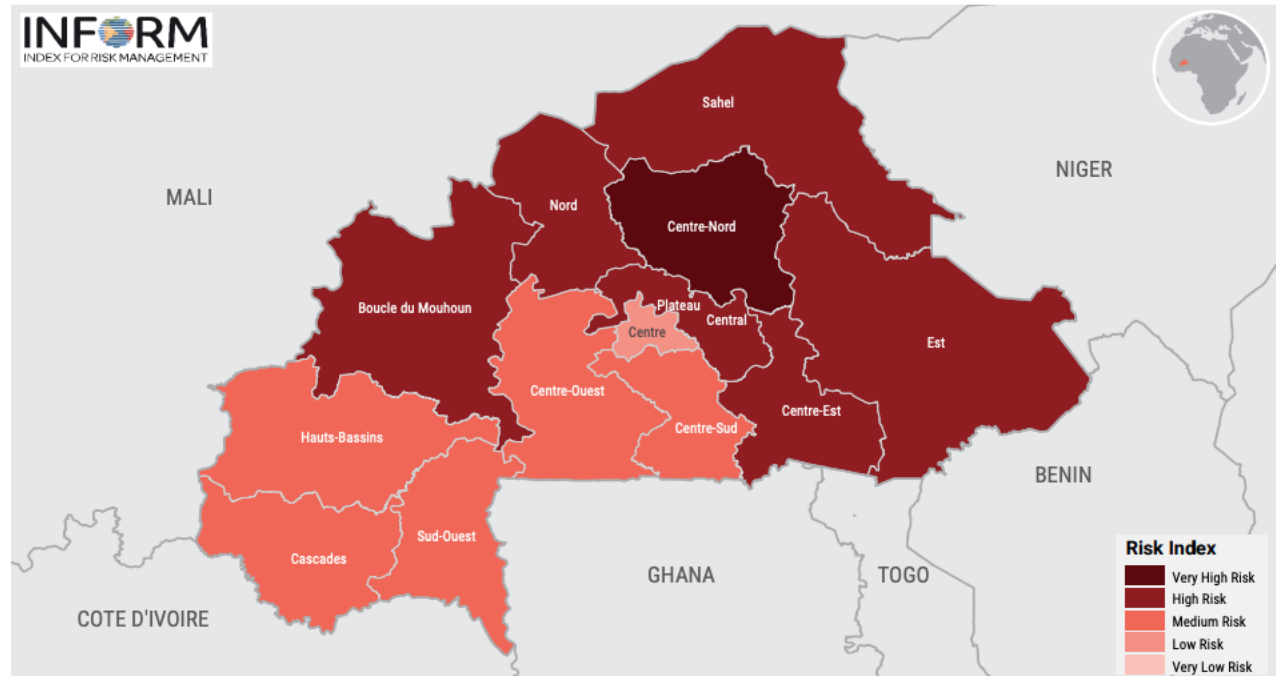 INFORM
INDEX FOR RISK MANAGEMENT
Sahel
NIGER
MALI
Nord
Centre-Nord
Boucle du Mouhoun
Plateau
Central
Centre
Est
Centre-Ouest
Centre-Est
Centre-Sud
Hauts-Bassins
BENIN
Sud-Ouest
Cascades
GHANA
TOGO
COTE D'IVOIRE
Risk Index
Very High Risk
High Risk
Medium Risk
Low Risk
Very Low Risk